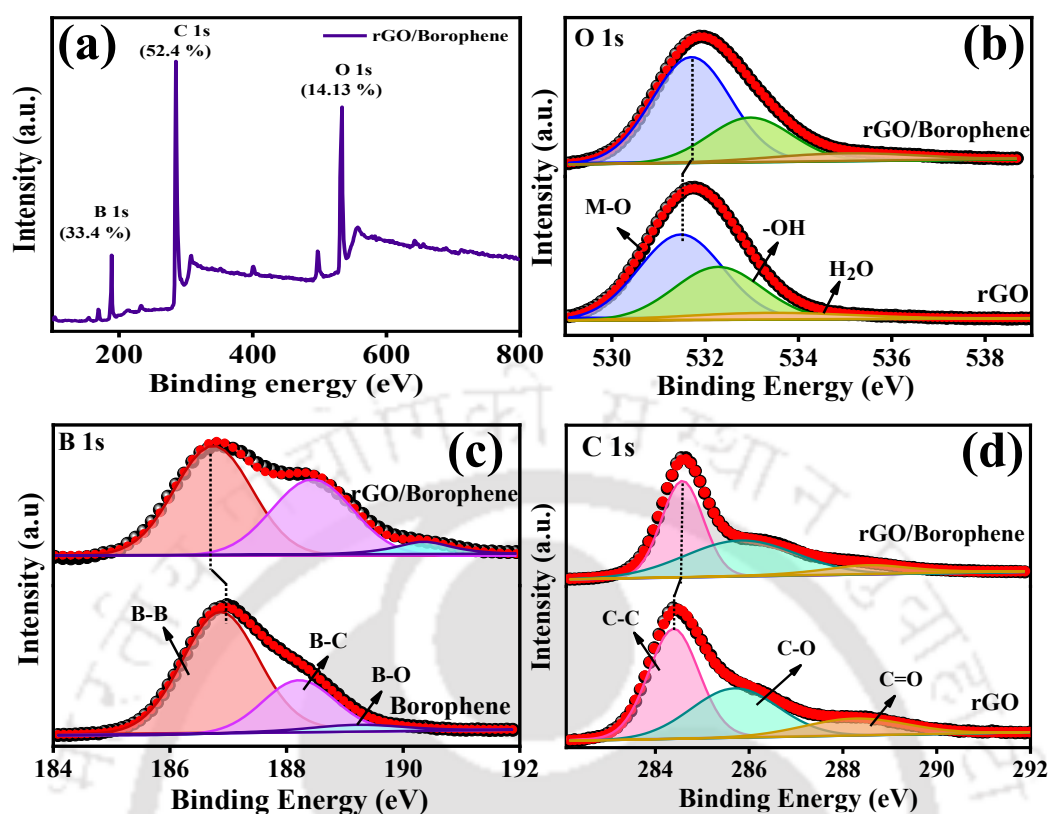 (a)
C 1s
(52.4 %)
rGO/Borophene
O 1s
(14.13 %)
B 1s
(33.4 %)
Intensity (a.u.)
200 400 600 800
Binding energy (eV)
O 1s
(b)
rGO/Borophene
M-O
-OH
H₂O
rGO
Intensity (a.u.)
530 532 534 536 538
Binding Energy (eV)
B 1s
(c)
rGO/Borophene
B-B
B-C
B-O
Borophene
Intensity (a.u)
184 186 188 190 192
Binding Energy (eV)
C 1s
(d)
rGO/Borophene
C-C
C-O
C=O
rGO
Intensity (a.u.)
284 286 288 290 292
Binding Energy (eV)